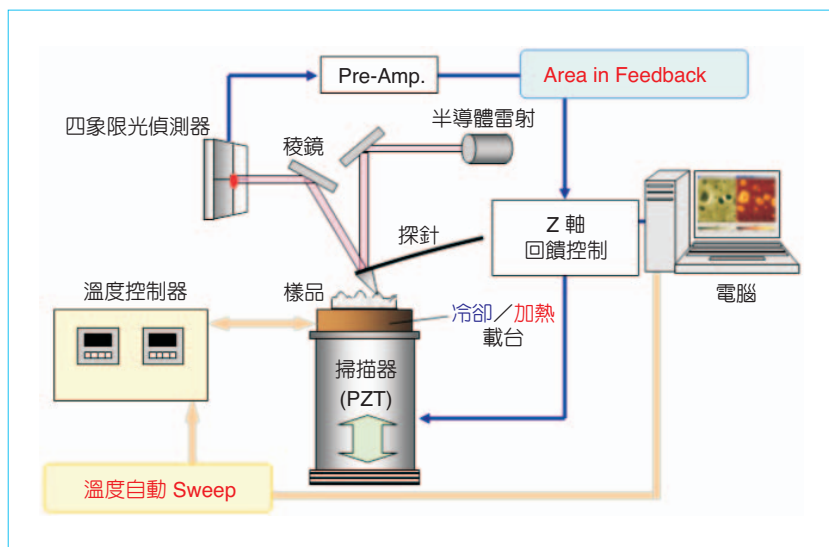 Pre-Amp.
Area in Feedback
四象限光偵測器
稜鏡
半導體雷射
探針
Z 軸
回饋控制
電腦
溫度控制器
樣品
冷卻／加熱
載台
掃描器
(PZT)
溫度自動 Sweep